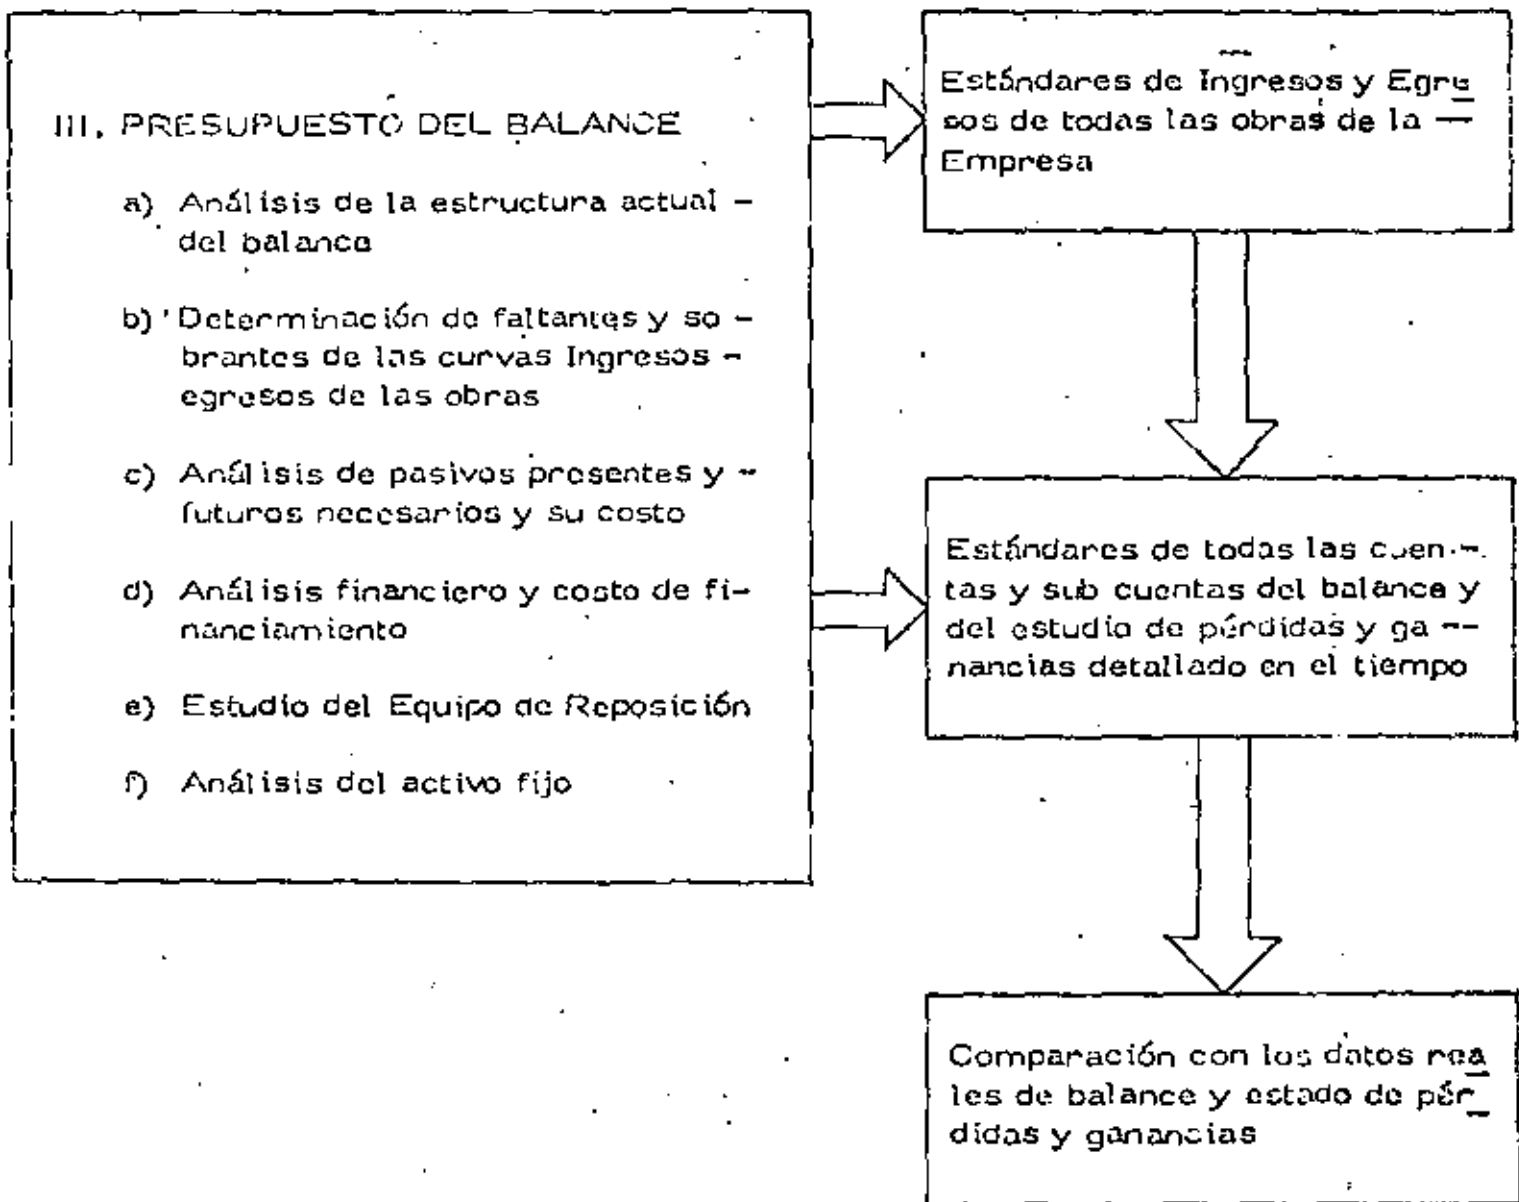 III. PRESUPUESTO DEL BALANCE
a) Análisis de la estructura actual -
del balance
b) Determinación de faltantes y so -
brantes de las curvas Ingresos -
egresos de las obras
c) Análisis de pasivos presentes y -
futuros necesarios y su costo
d) Análisis financiero y costo de fi-
nanciamiento
e) Estudio del Equipo de Reposición
f) Análisis del activo fijo
Estándares de Ingresos y Egre
sos de todas las obras de la -
Empresa
Estándares de todas las cuen-
tas y sub cuentas del balance y
del estudio de pérdidas y ga --
nancias detallado en el tiempo
Comparación con los datos rea
les de balance y estado de pér
didas y ganancias